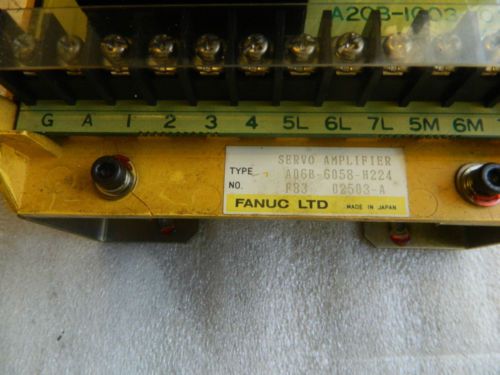 A20B-1003
G A 1 2 3 4 5L 6L 7L 5M 6M
SERVO AMPLIFIER
TYPE A06B-6058-H224
NO. F83 02503-A
FANUC LTD MADE IN JAPAN